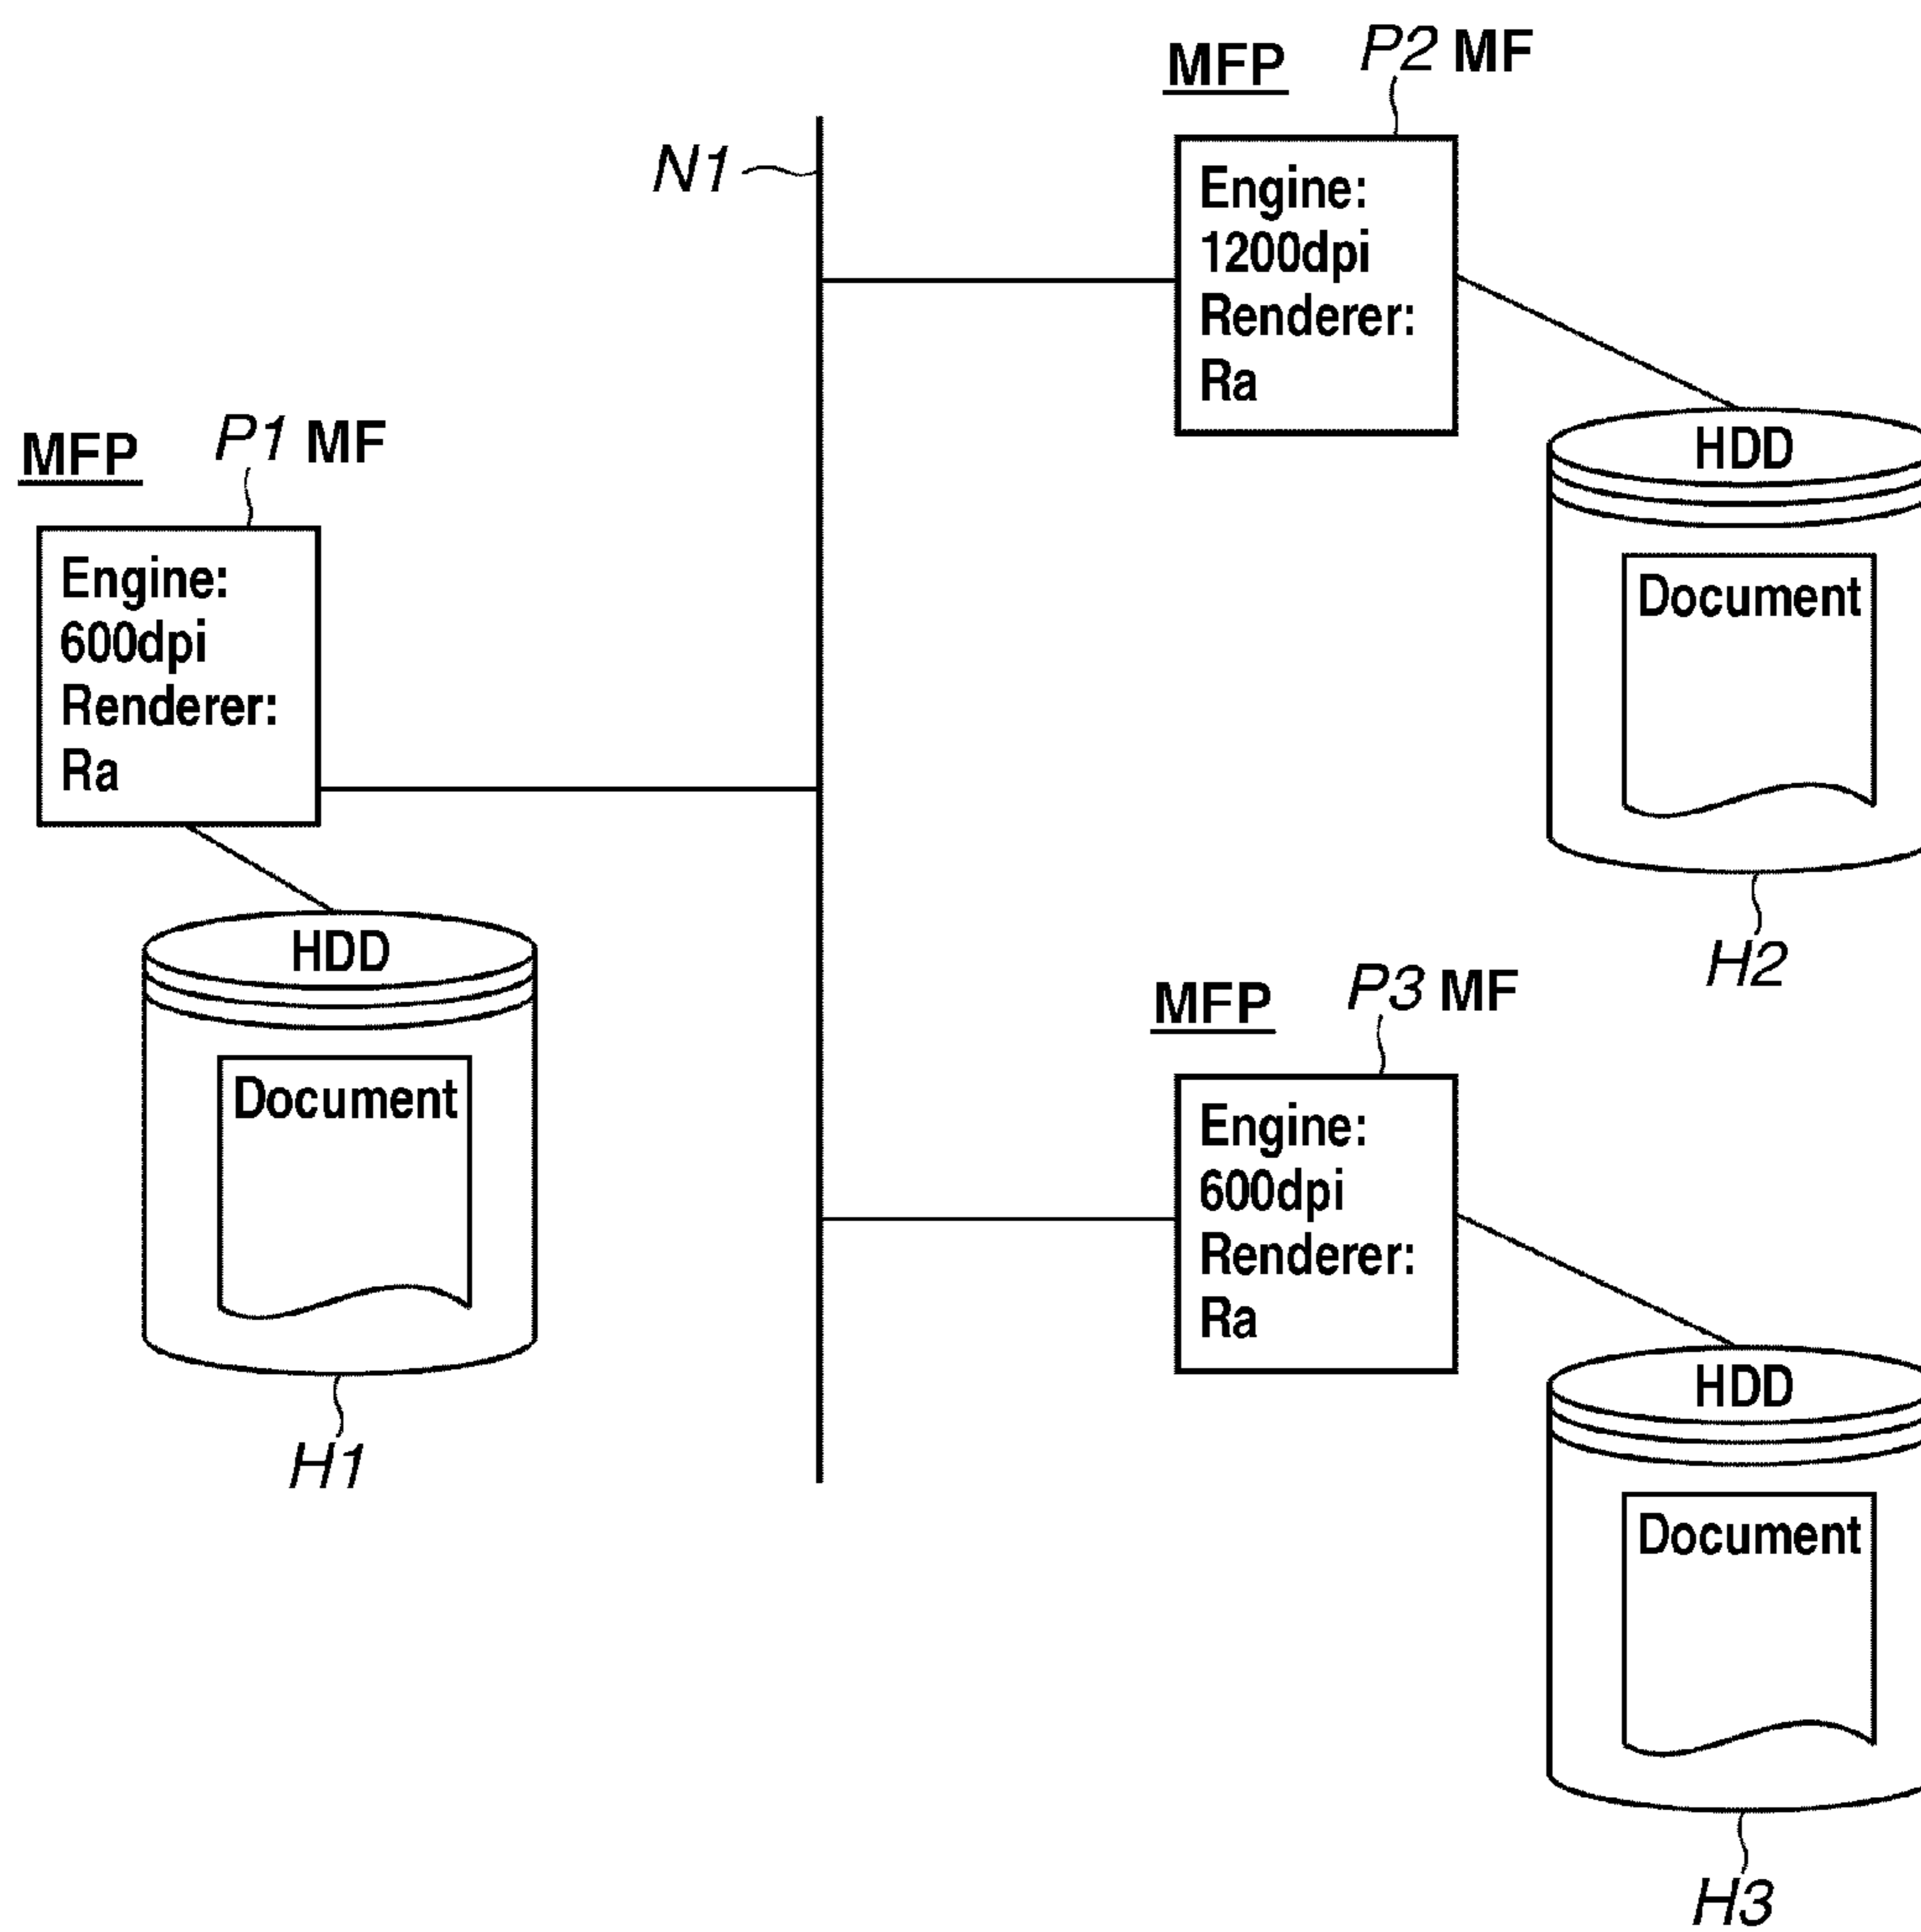 MFP
P2 MF
N1
Engine:
1200dpi
Renderer:
Ra
HDD
Document
H2
MFP
P1 MF
Engine:
600dpi
Renderer:
Ra
HDD
Document
H1
MFP
P3 MF
Engine:
600dpi
Renderer:
Ra
HDD
Document
H3